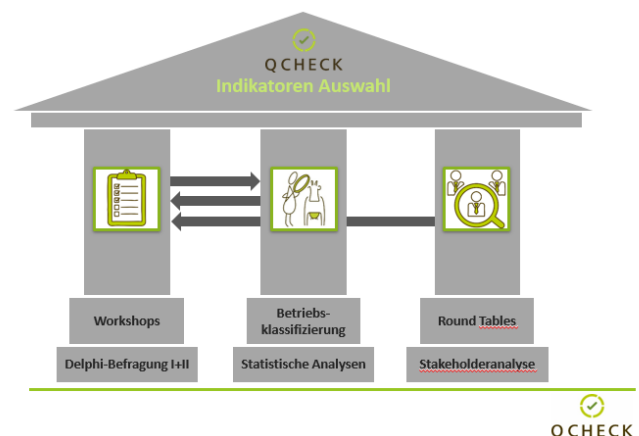 QCHECK
Indikatoren Auswahl
Workshops
Betriebs-
klassifizierung
Round Tables
Delphi-Befragung I+II
Statistische Analysen
Stakeholderanalyse
QCHECK